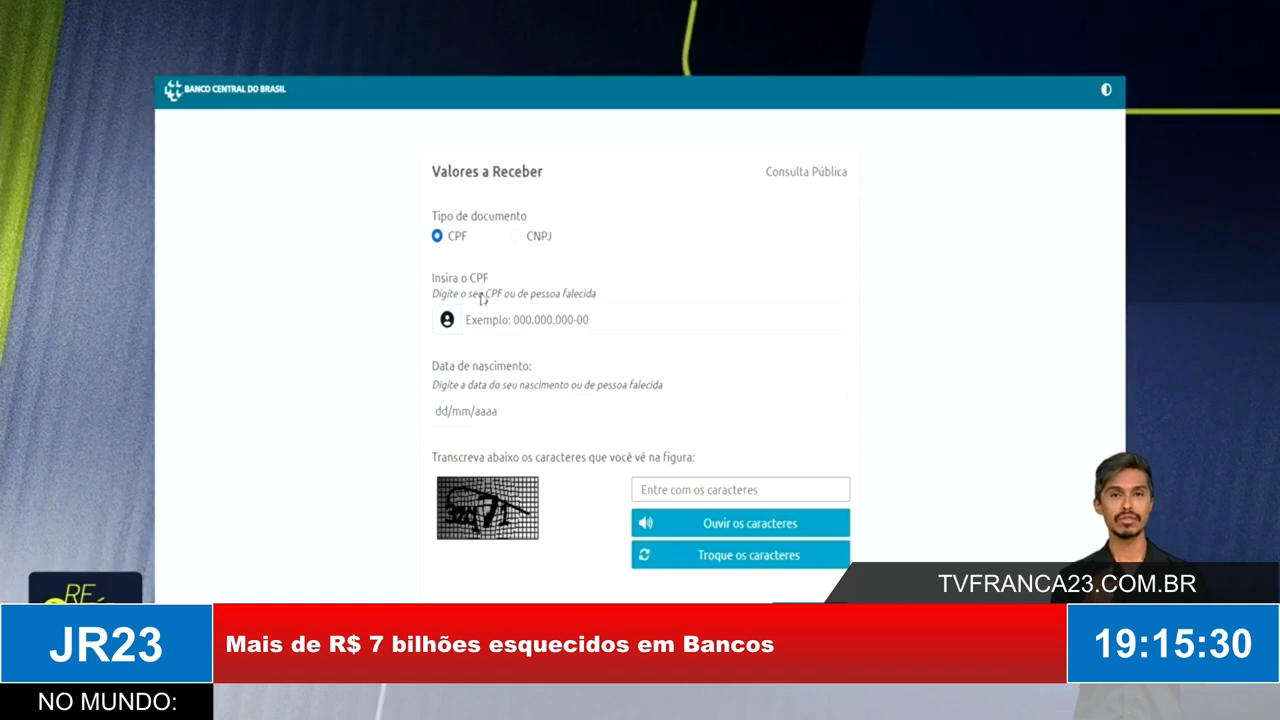 BANCO CENTRAL DO BRASIL
Valores a Receber
Consulta Pública
Tipo de documento
CPF
CNPJ
Insira o CPF
Digite o seu CPF ou de pessoa falecida
Exemplo: 000.000.000-00
Data de nascimento:
Digite a data do seu nascimento ou de pessoa falecida
dd/mm/aaaa
Transcreva abaixo os caracteres que você vê na figura:
Entre com os caracteres
Ouvir os caracteres
Troque os caracteres
TVFRANCA23.COM.BR
JR23
Mais de R$ 7 bilhões esquecidos em Bancos
19:15:30
NO MUNDO: